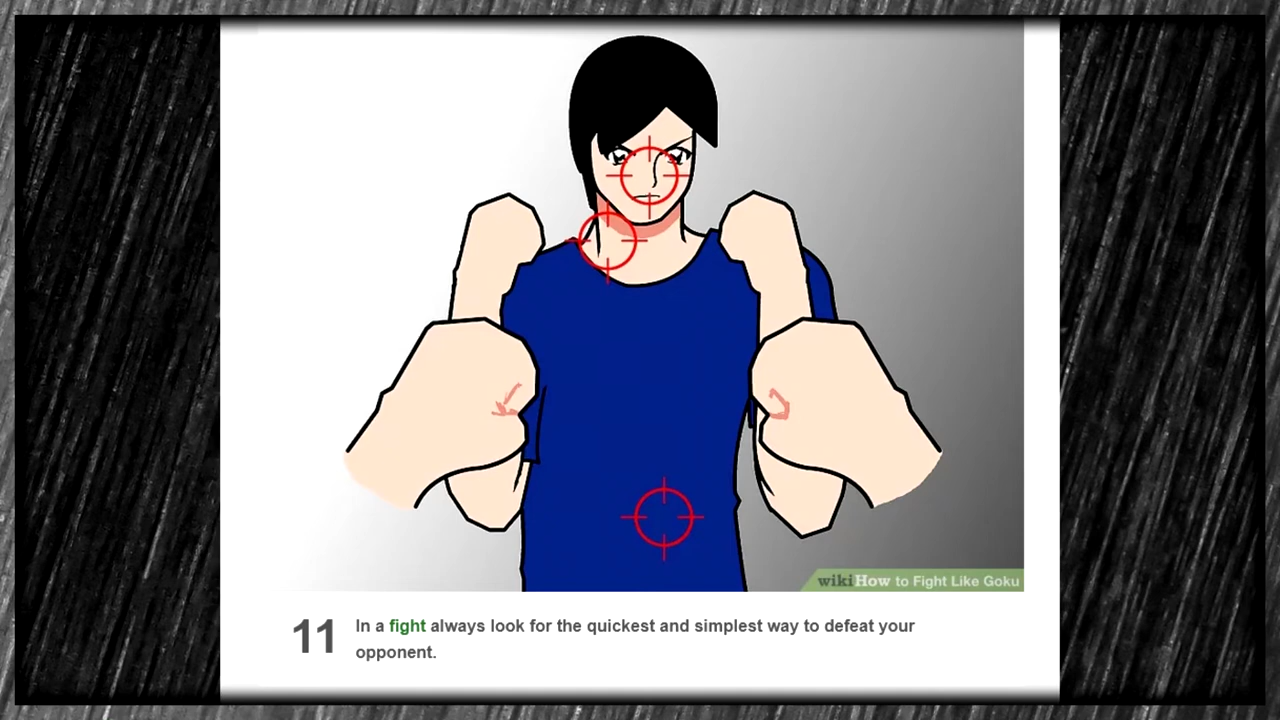 wikiHow to Fight Like Goku
11
In a fight always look for the quickest and simplest way to defeat your
opponent.